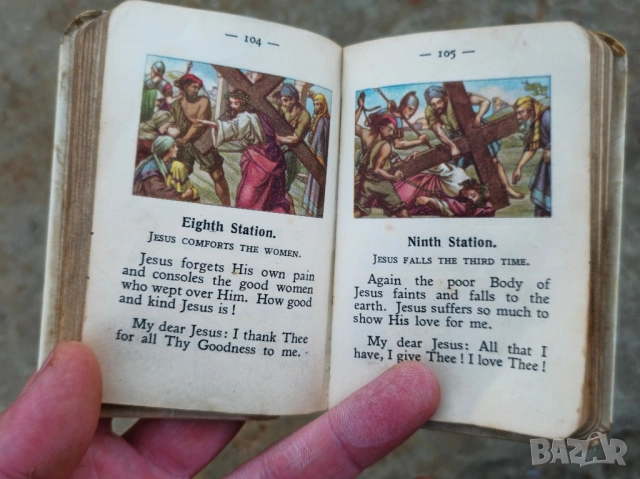 — 104 —
Eighth Station.
JESUS COMFORTS THE WOMEN.
Jesus forgets His own pain
and consoles the good women
who wept over Him. How good
and kind Jesus is!
My dear Jesus: I thank Thee
for all Thy Goodness to me.
— 105 —
Ninth Station.
JESUS FALLS THE THIRD TIME.
Again the poor Body of
Jesus faints and falls to the
earth. Jesus suffers so much to
show His love for me.
My dear Jesus: All that I
have, I give Thee! I love Thee!
BAZAR